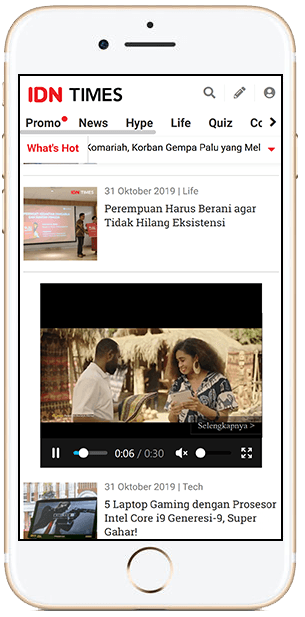 IDN TIMES
Promo News Hype Life Quiz Co
What's Hot Komariah, Korban Gempa Palu yang Mel
IDN TIMES
31 Oktober 2019 | Life
Perempuan Harus Berani agar
Tidak Hilang Eksistensi
Selengkapnya >
0:06 / 0:30
31 Oktober 2019 | Tech
5 Laptop Gaming dengan Prosesor
Intel Core i9 Generesi-9, Super
Gahar!